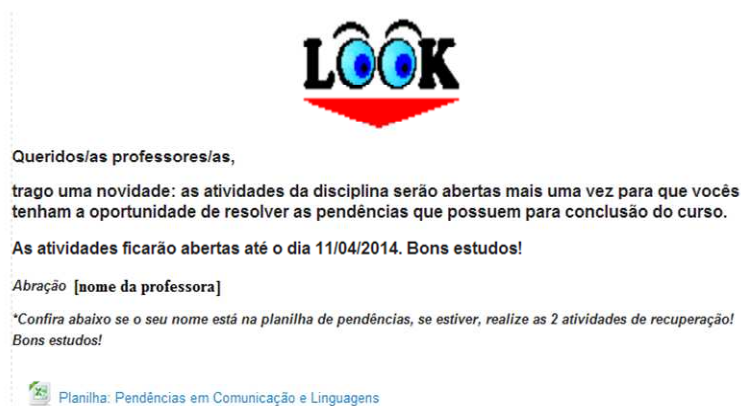 LOOK
Queridos/as professores/as,
trago uma novidade: as atividades da disciplina serão abertas mais uma vez para que vocês
tenham a oportunidade de resolver as pendências que possuem para conclusão do curso.
As atividades ficarão abertas até o dia 11/04/2014. Bons estudos!
Abração [nome da professora]
*Confira abaixo se o seu nome está na planilha de pendências, se estiver, realize as 2 atividades de recuperação!
Bons estudos!
Planilha: Pendências em Comunicação e Linguagens